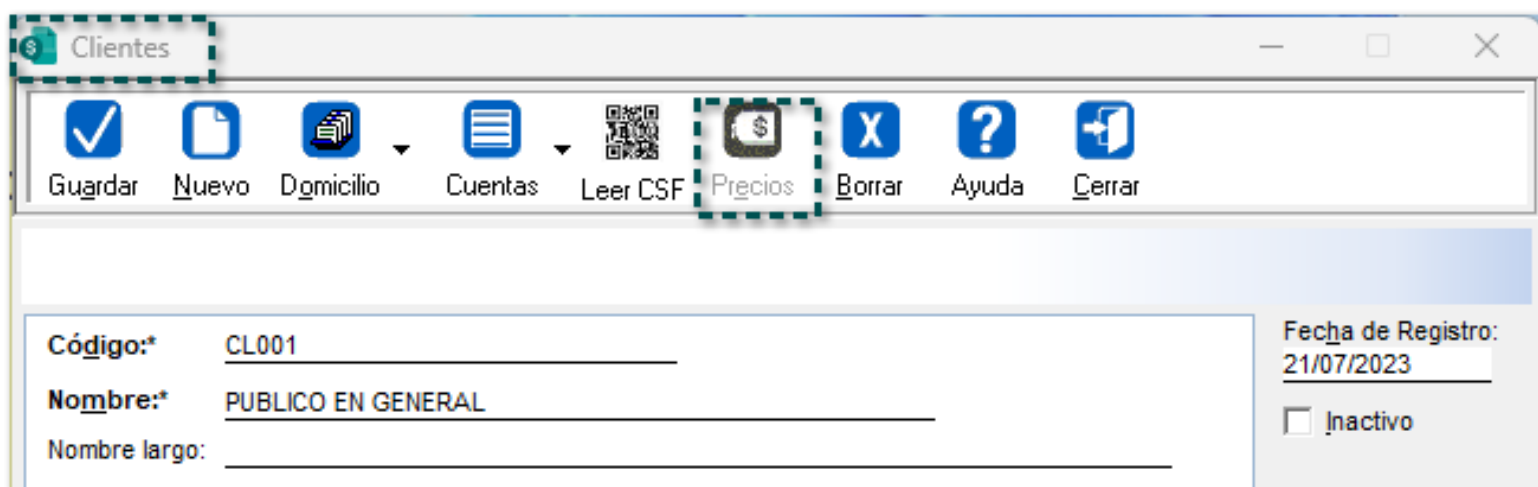 Clientes
Guardar Nuevo Domicilio Cuentas Leer CSF Precios Borrar Ayuda Cerrar
Código:* CL001
Fecha de Registro:
21/07/2023
Nombre:* PUBLICO EN GENERAL
Inactivo
Nombre largo: